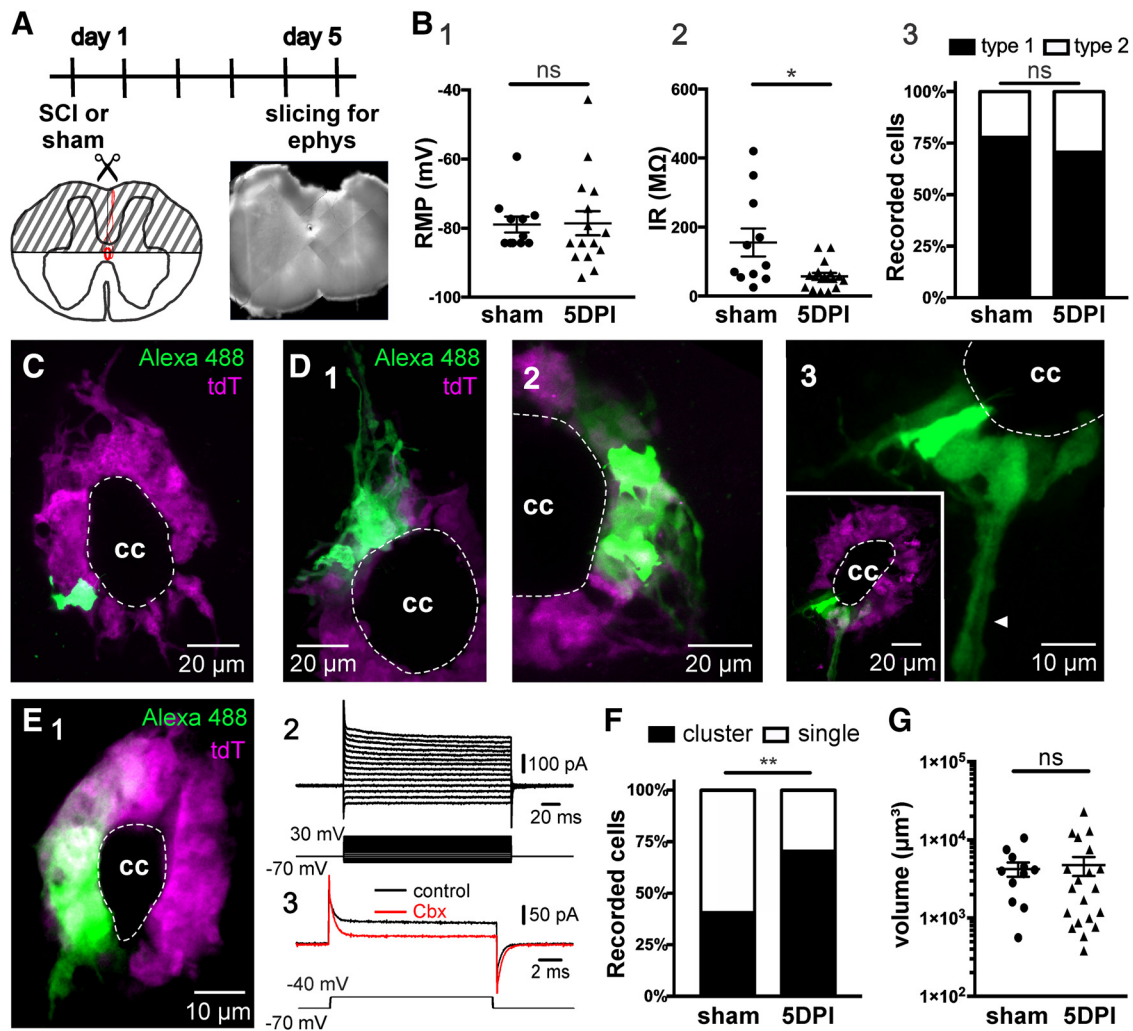 A
day 1 day 5
SCI or
sham
slicing for
ephys
B 1
ns
-40
-60
-80
-100
RMP (mV)
sham 5DPI
2
*
600
400
200
0
IR (MΩ)
sham 5DPI
3
type 1 type 2
ns
100%
75%
50%
25%
0%
Recorded cells
sham 5DPI
C
Alexa 488
tdT
cc
20 µm
D 1
Alexa 488
tdT
cc
20 µm
2
cc
20 µm
3
cc
cc
20 µm
10 µm
E 1
Alexa 488
tdT
cc
10 µm
2
100 pA
20 ms
30 mV
-70 mV
3
control
Cbx
50 pA
2 ms
-40 mV
-70 mV
F
cluster single
**
100%
75%
50%
25%
0%
Recorded cells
sham 5DPI
G
ns
1×10⁵
1×10⁴
1×10³
1×10²
volume (µm³)
sham 5DPI